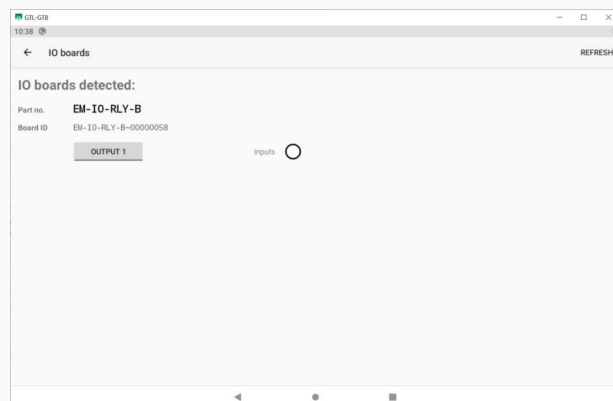 GTL-GT8
10:38
IO boards
REFRESH
IO boards detected:
Part no. EM-IO-RLY-B
Board ID EM-IO-RLY-B~00000058
OUTPUT 1 Inputs